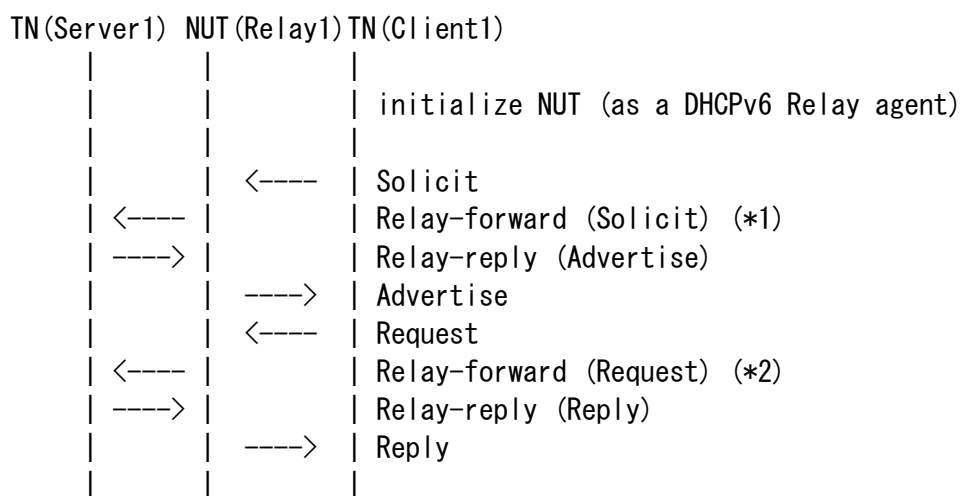 TN(Server1) NUT(Relay1)TN(Client1)
| | |
| | | initialize NUT (as a DHCPv6 Relay agent)
| | |
| | <---- | Solicit
| <---- | | Relay-forward (Solicit) (*1)
| ----> | | Relay-reply (Advertise)
| | ----> | Advertise
| | <---- | Request
| <---- | | Relay-forward (Request) (*2)
| ----> | | Relay-reply (Reply)
| | ----> | Reply
| | |